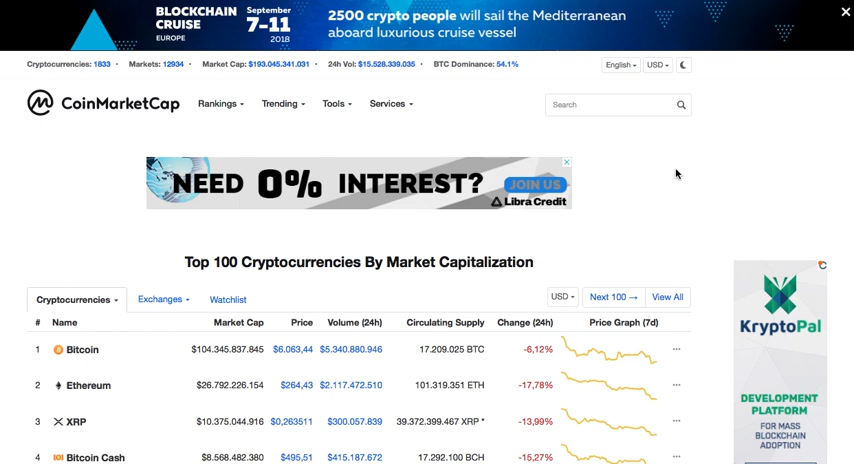 BLOCKCHAIN CRUISE EUROPE
September 7-11 2018
2500 crypto people will sail the Mediterranean
aboard luxurious cruise vessel
Cryptocurrencies: 1833 • Markets: 12934 • Market Cap: $193.045.341.031 • 24h Vol: $15.528.339.035 • BTC Dominance: 54.1%
English USD
CoinMarketCap Rankings Trending Tools Services Search
NEED 0% INTEREST? JOIN US
Libra Credit
Top 100 Cryptocurrencies By Market Capitalization
Cryptocurrencies Exchanges Watchlist USD Next 100 → View All
# Name Market Cap Price Volume (24h) Circulating Supply Change (24h) Price Graph (7d)
1 Bitcoin $104.345.837.845 $6.063,44 $5.340.880.946 17.209.025 BTC -6,12%
2 Ethereum $26.792.226.154 $264,43 $2.117.472.510 101.319.351 ETH -17,78%
3 XRP $10.375.044.916 $0,263511 $300.057.839 39.372.399.467 XRP * -13,99%
4 Bitcoin Cash $8.568.482.380 $495,51 $415.187.672 17.292.100 BCH -15,27%
KryptoPal
DEVELOPMENT
PLATFORM
FOR MASS
BLOCKCHAIN
ADOPTION